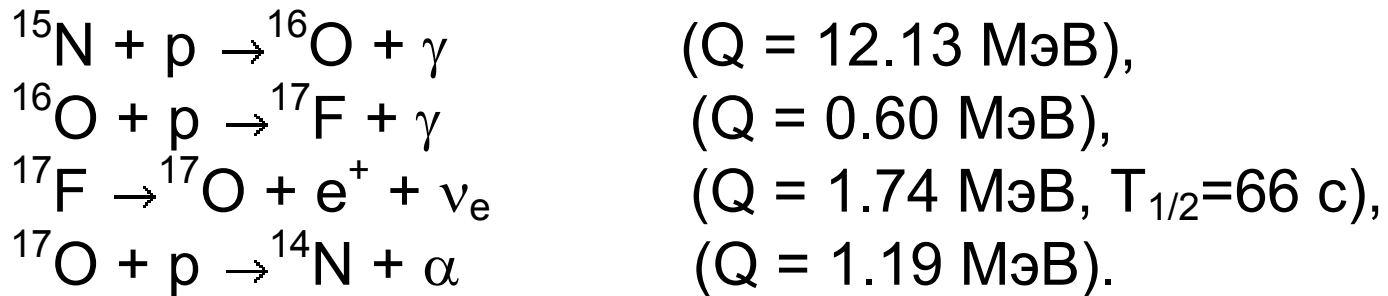 ¹⁵N + p →¹⁶O + γ (Q = 12.13 МэВ),
¹⁶O + p →¹⁷F + γ (Q = 0.60 МэВ),
¹⁷F →¹⁷O + e⁺ + νₑ (Q = 1.74 МэВ, T₁/₂=66 с),
¹⁷O + p →¹⁴N + α (Q = 1.19 МэВ).